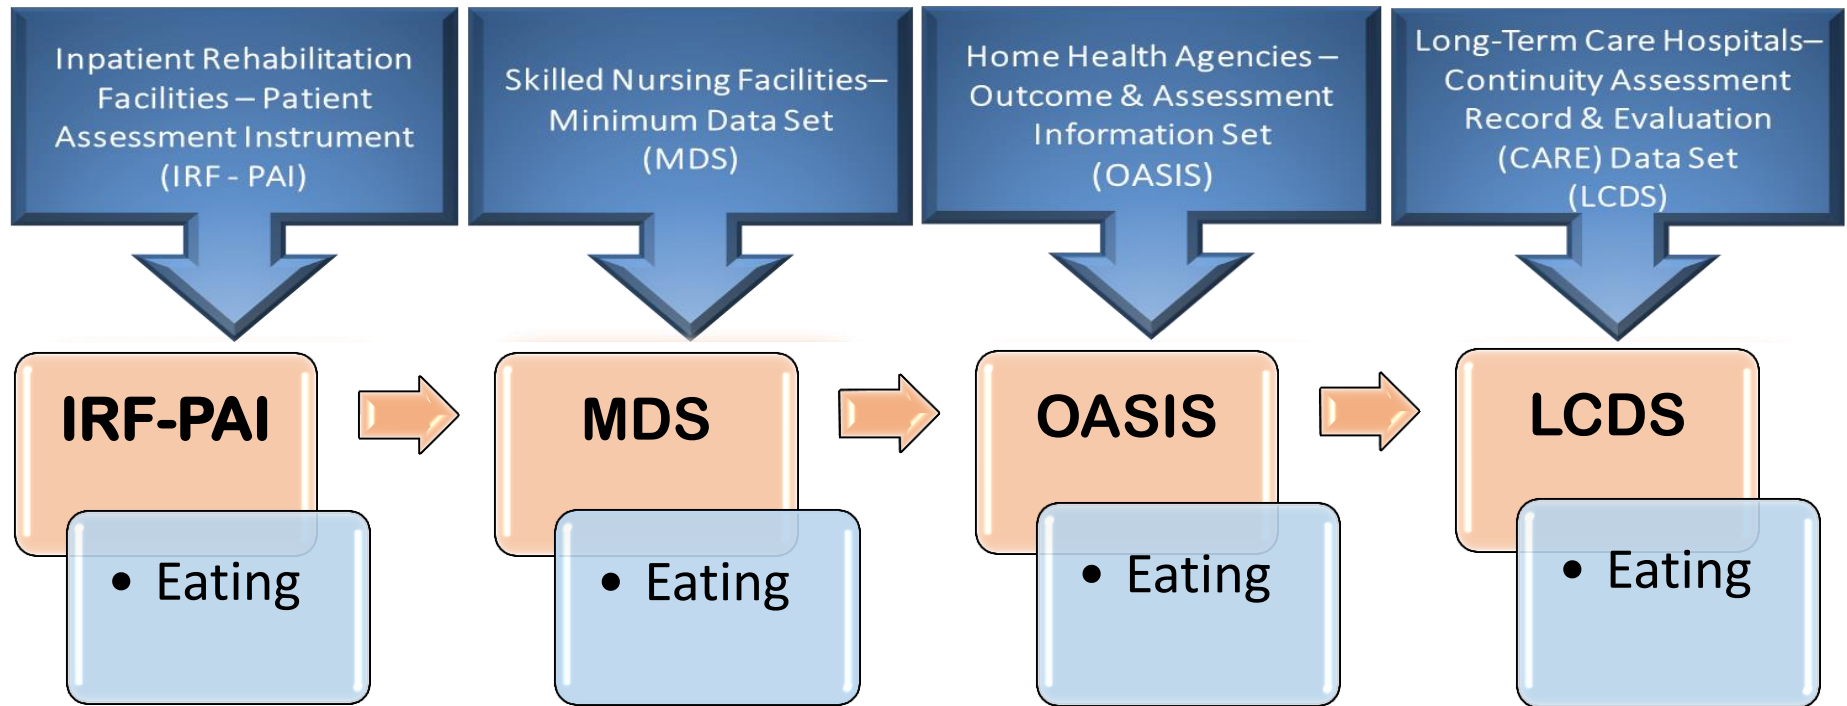 Inpatient Rehabilitation
Facilities – Patient
Assessment Instrument
(IRF - PAI)
Skilled Nursing Facilities–
Minimum Data Set
(MDS)
Home Health Agencies –
Outcome & Assessment
Information Set
(OASIS)
Long-Term Care Hospitals–
Continuity Assessment
Record & Evaluation
(CARE) Data Set
(LCDS)
IRF-PAI
MDS
OASIS
LCDS
• Eating
• Eating
• Eating
• Eating